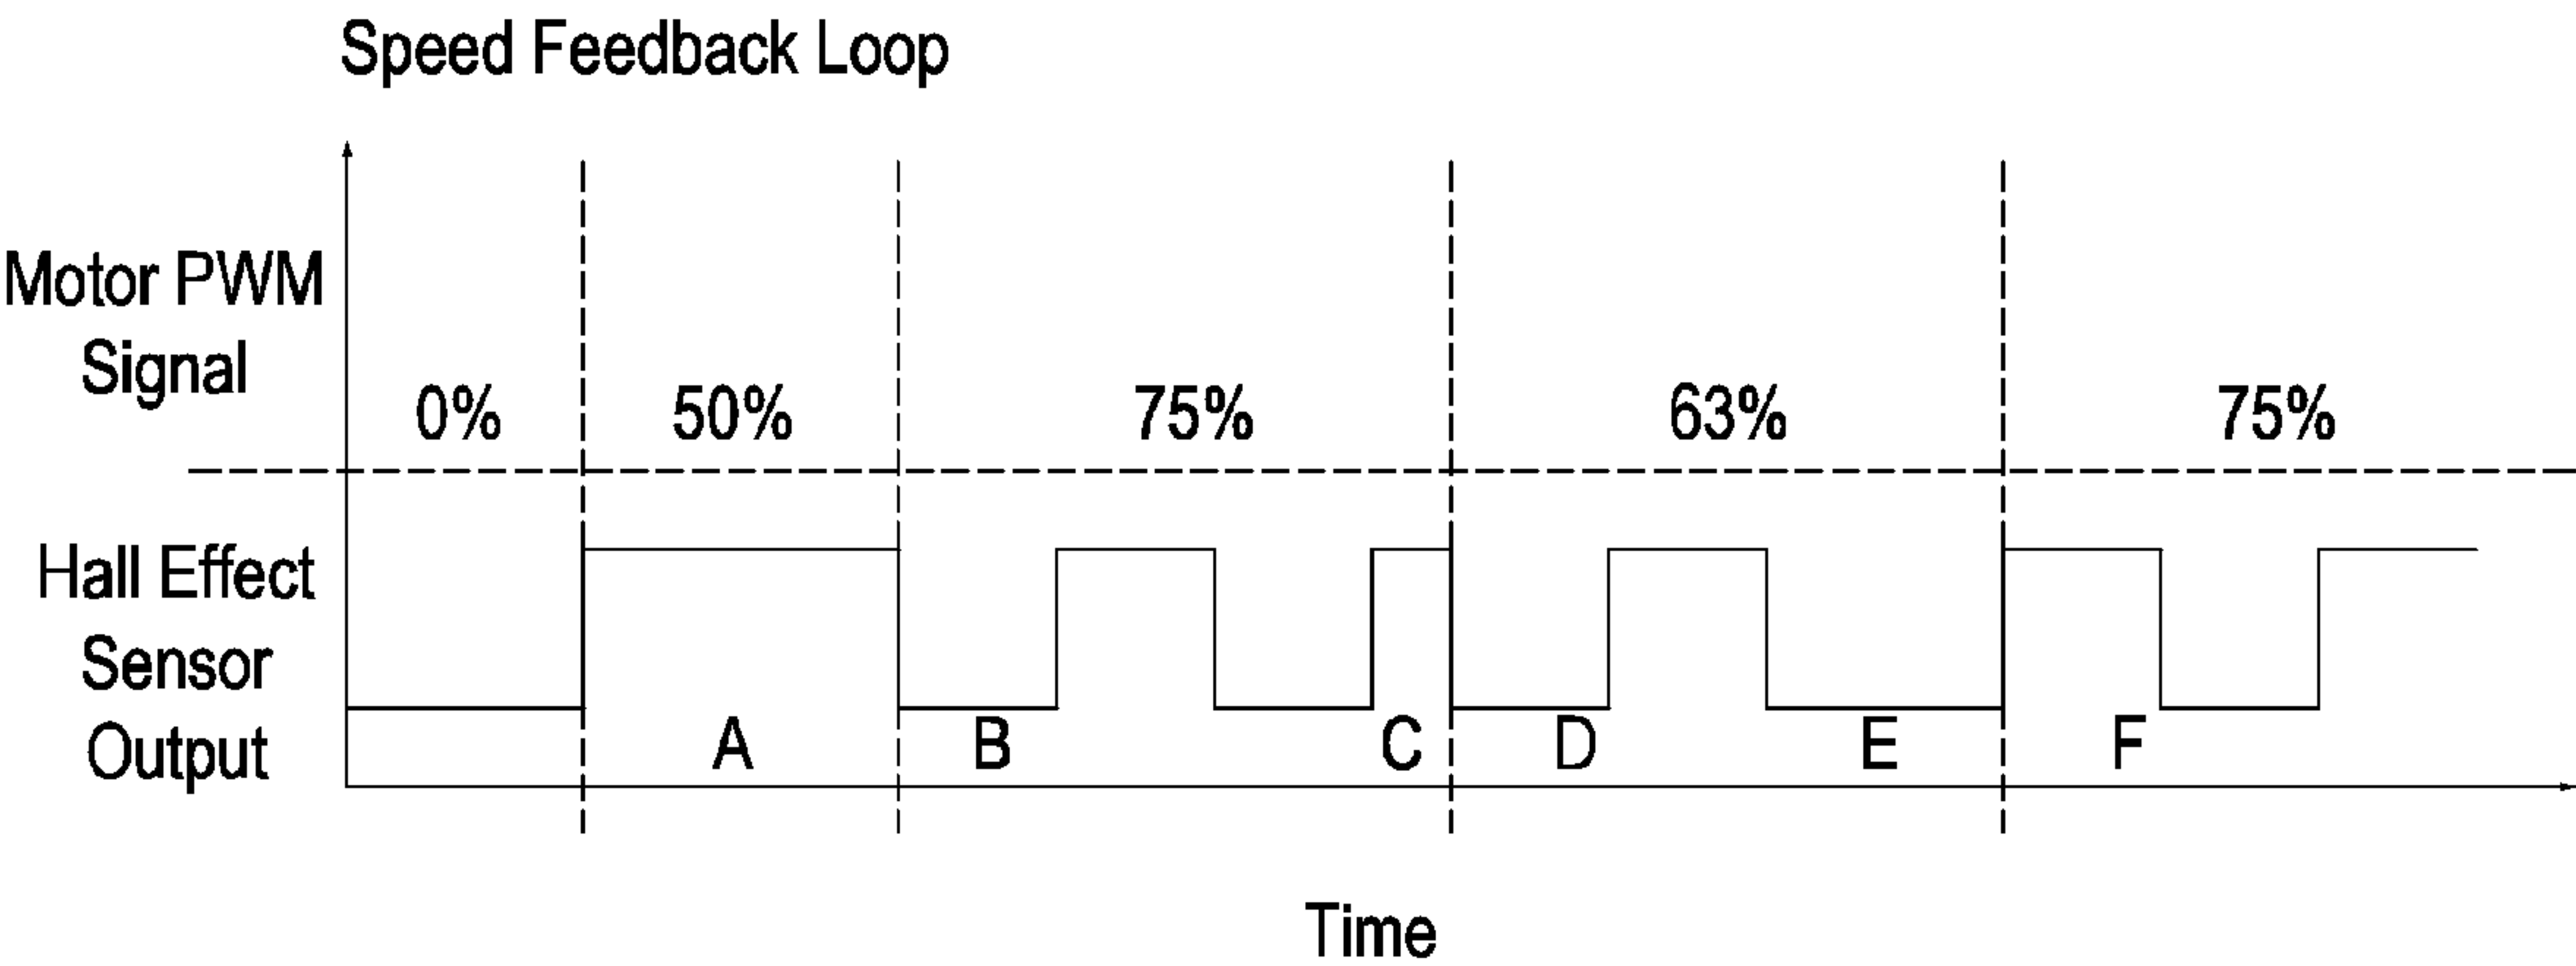 Speed Feedback Loop
Motor PWM
Signal
0% 50% 75% 63% 75%
Hall Effect
Sensor
Output
A B C D E F
Time